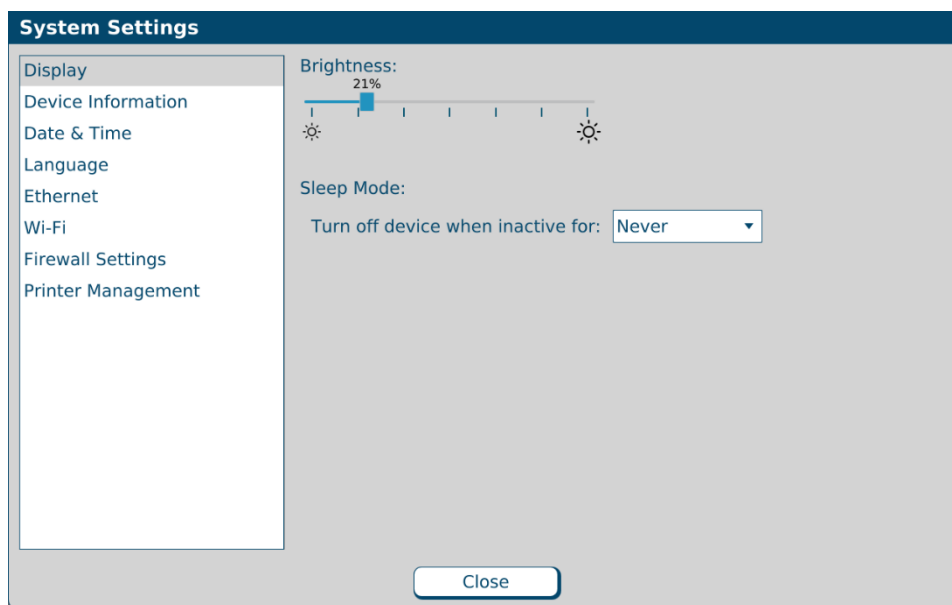 System Settings
Display
Device Information
Date & Time
Language
Ethernet
Wi-Fi
Firewall Settings
Printer Management
Brightness:
21%
Sleep Mode:
Turn off device when inactive for: Never
Close